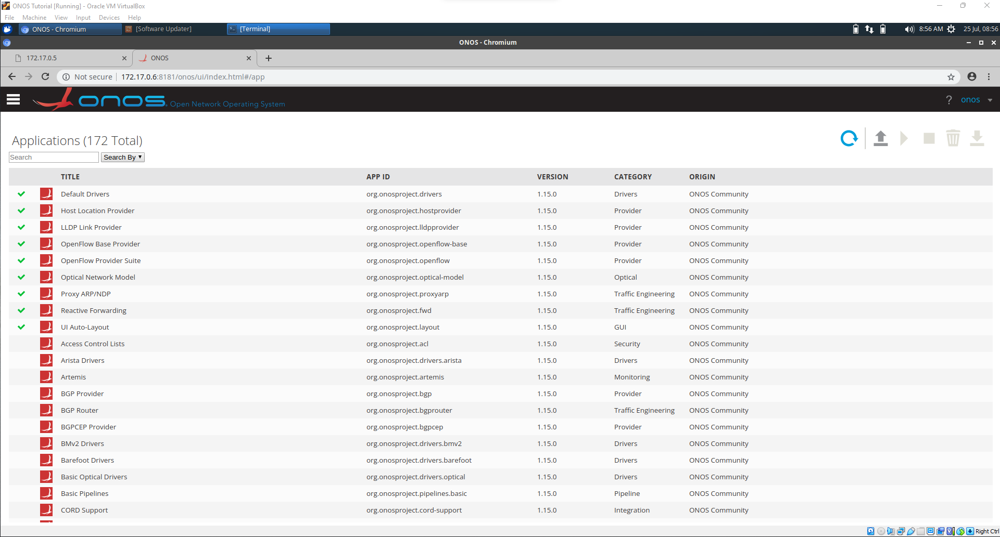 ONOS Tutorial [Running] - Oracle VM VirtualBox
File Machine View Input Devices Help
ONOS - Chromium [Software Updater] [Terminal] 8:56 AM 25 Jul, 08:56
ONOS - Chromium
172.17.0.5 ONOS
Not secure 172.17.0.6:8181/onos/ui/index.html#/app
onos Open Network Operating System ? onos
Applications (172 Total)
Search Search By
TITLE APP ID VERSION CATEGORY ORIGIN
Default Drivers org.onosproject.drivers 1.15.0 Drivers ONOS Community
Host Location Provider org.onosproject.hostprovider 1.15.0 Provider ONOS Community
LLDP Link Provider org.onosproject.lldpprovider 1.15.0 Provider ONOS Community
OpenFlow Base Provider org.onosproject.openflow-base 1.15.0 Provider ONOS Community
OpenFlow Provider Suite org.onosproject.openflow 1.15.0 Provider ONOS Community
Optical Network Model org.onosproject.optical-model 1.15.0 Optical ONOS Community
Proxy ARP/NDP org.onosproject.proxyarp 1.15.0 Traffic Engineering ONOS Community
Reactive Forwarding org.onosproject.fwd 1.15.0 Traffic Engineering ONOS Community
UI Auto-Layout org.onosproject.layout 1.15.0 GUI ONOS Community
Access Control Lists org.onosproject.acl 1.15.0 Security ONOS Community
Arista Drivers org.onosproject.drivers.arista 1.15.0 Drivers ONOS Community
Artemis org.onosproject.artemis 1.15.0 Monitoring ONOS Community
BGP Provider org.onosproject.bgp 1.15.0 Provider ONOS Community
BGP Router org.onosproject.bgprouter 1.15.0 Traffic Engineering ONOS Community
BGPCEP Provider org.onosproject.bgpcep 1.15.0 Provider ONOS Community
BMv2 Drivers org.onosproject.drivers.bmv2 1.15.0 Drivers ONOS Community
Barefoot Drivers org.onosproject.drivers.barefoot 1.15.0 Drivers ONOS Community
Basic Optical Drivers org.onosproject.drivers.optical 1.15.0 Drivers ONOS Community
Basic Pipelines org.onosproject.pipelines.basic 1.15.0 Pipeline ONOS Community
CORD Support org.onosproject.cord-support 1.15.0 Integration ONOS Community
Right Ctrl